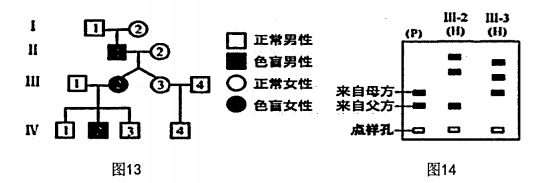 I 1 2
II 1 2
III 1 2 3 4
IV 1 2 3 4
正常男性
色盲男性
正常女性
色盲女性
图13
III-2 III-3
(P) (H) (H)
来自母方
来自父方
点样孔
图14